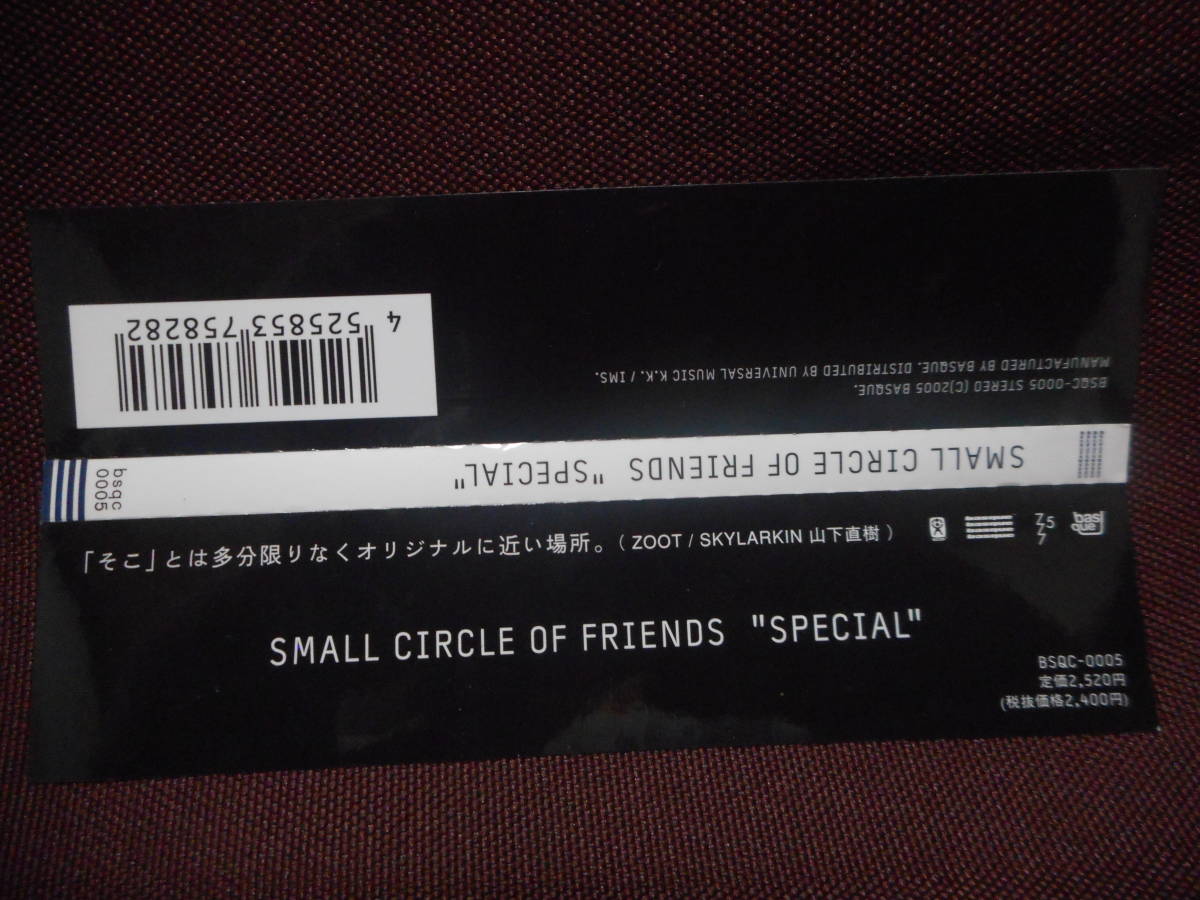 4 525853 758282
BSQC-0005 STEREO (C)2005 BASQUE.
MANUFACTURED BY BASQUE. DISTRIBUTED BY UNIVERSAL MUSIC K.K. / IMS.
bsqc
0005
SMALL CIRCLE OF FRIENDS "SPECIAL"
「そこ」とは多分限りなくオリジナルに近い場所。( ZOOT / SKYLARKIN 山下直樹 )
75
basque
SMALL CIRCLE OF FRIENDS "SPECIAL"
BSQC-0005
定価2,520円
(税抜価格2,400円)